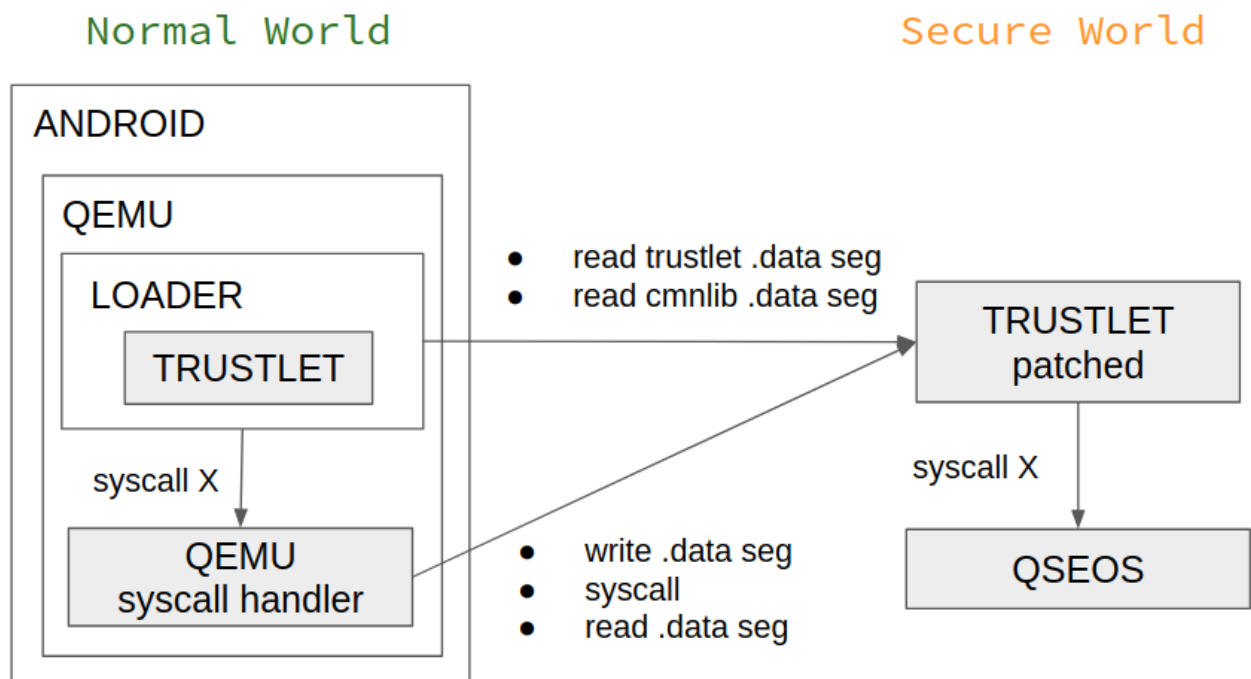 Normal World
Secure World
ANDROID
QEMU
LOADER
TRUSTLET
● read trustlet .data seg
● read cmnlib .data seg
TRUSTLET
patched
syscall X
syscall X
QEMU
syscall handler
● write .data seg
● syscall
● read .data seg
QSEOS